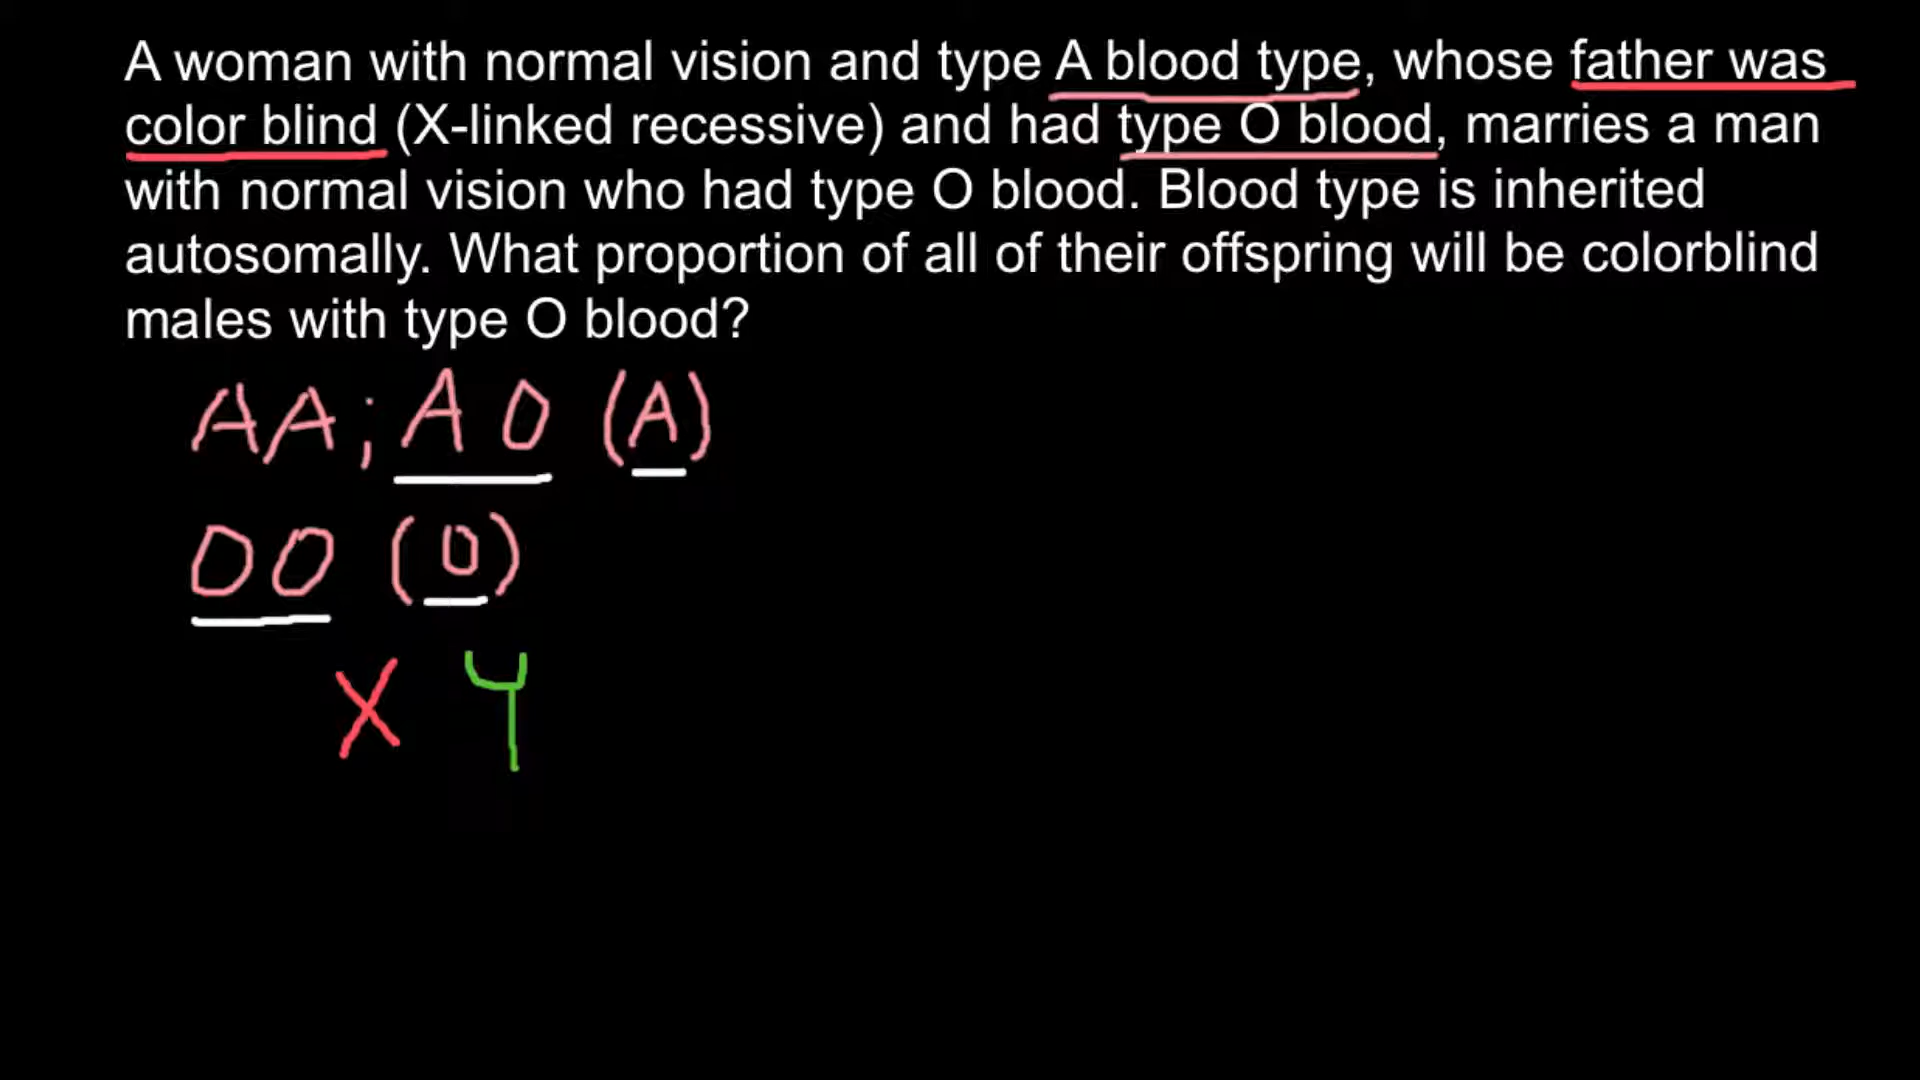 A woman with normal vision and type A blood type, whose father was
color blind (X-linked recessive) and had type O blood, marries a man
with normal vision who had type O blood. Blood type is inherited
autosomally. What proportion of all of their offspring will be colorblind
males with type O blood?
AA; AO (A)
OO (O)
X Y